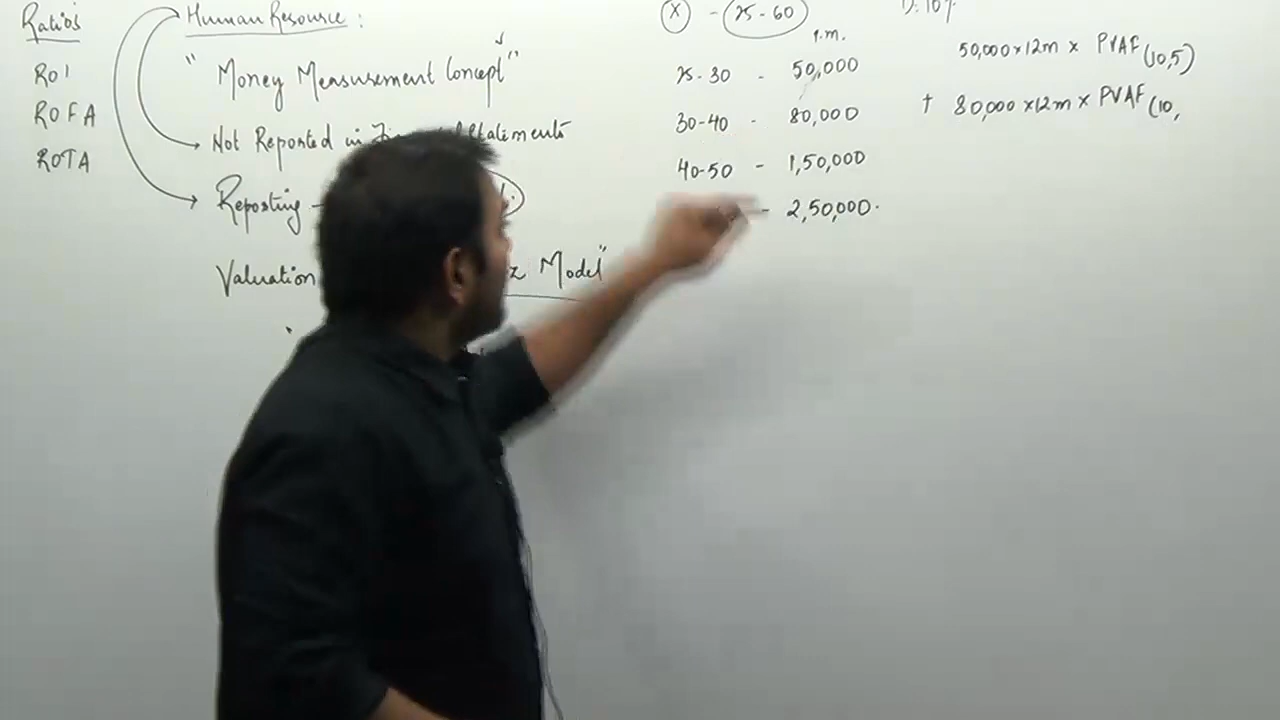 Ratios
ROI
ROFA
ROTA
Human Resource :
"Money Measurement Concept"
Not Reported in Statements
Reporting -
Valuation Model"
X - 25-60
p.m.
25-30 - 50,000
30-40 - 80,000
40-50 - 1,50,000
- 2,50,000.
D: 10%
50,000 x 12m x PVAF (10,5)
+ 80,000 x 12m x PVAF (10,